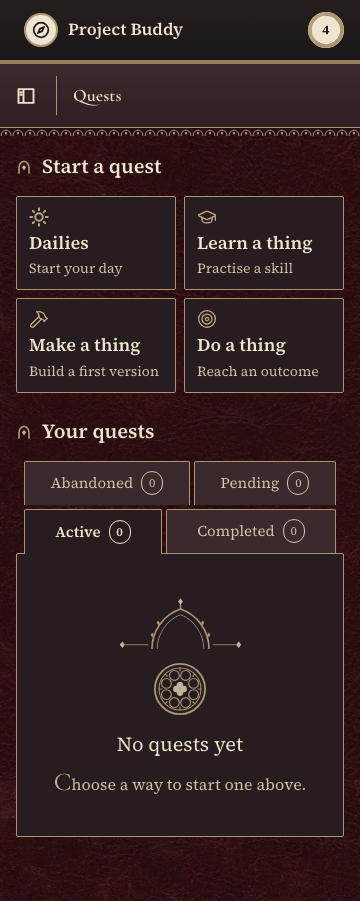 Project Buddy
4
Quests
Start a quest
Dailies
Start your day
Learn a thing
Practise a skill
Make a thing
Build a first version
Do a thing
Reach an outcome
Your quests
Abandoned 0
Pending 0
Active 0
Completed 0
No quests yet
Choose a way to start one above.